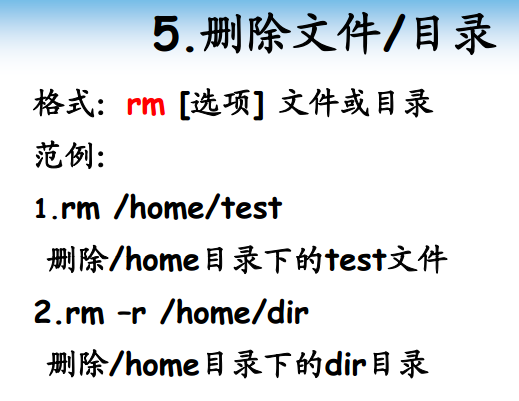 5.删除文件/目录
格式: rm [选项] 文件或目录
范例:
1.rm /home/test
删除/home目录下的test文件
2.rm –r /home/dir
删除/home目录下的dir目录